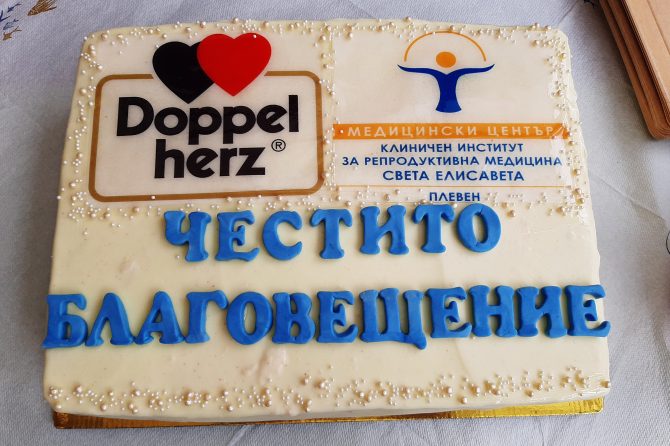 Doppel
herz®
МЕДИЦИНСКИ ЦЕНТЪР
КЛИНИЧЕН ИНСТИТУТ
ЗА РЕПРОДУКТИВНА МЕДИЦИНА
СВЕТА ЕЛИСАВЕТА
ПЛЕВЕН
ЧЕСТИТО
БЛАГОВЕЩЕНИЕ